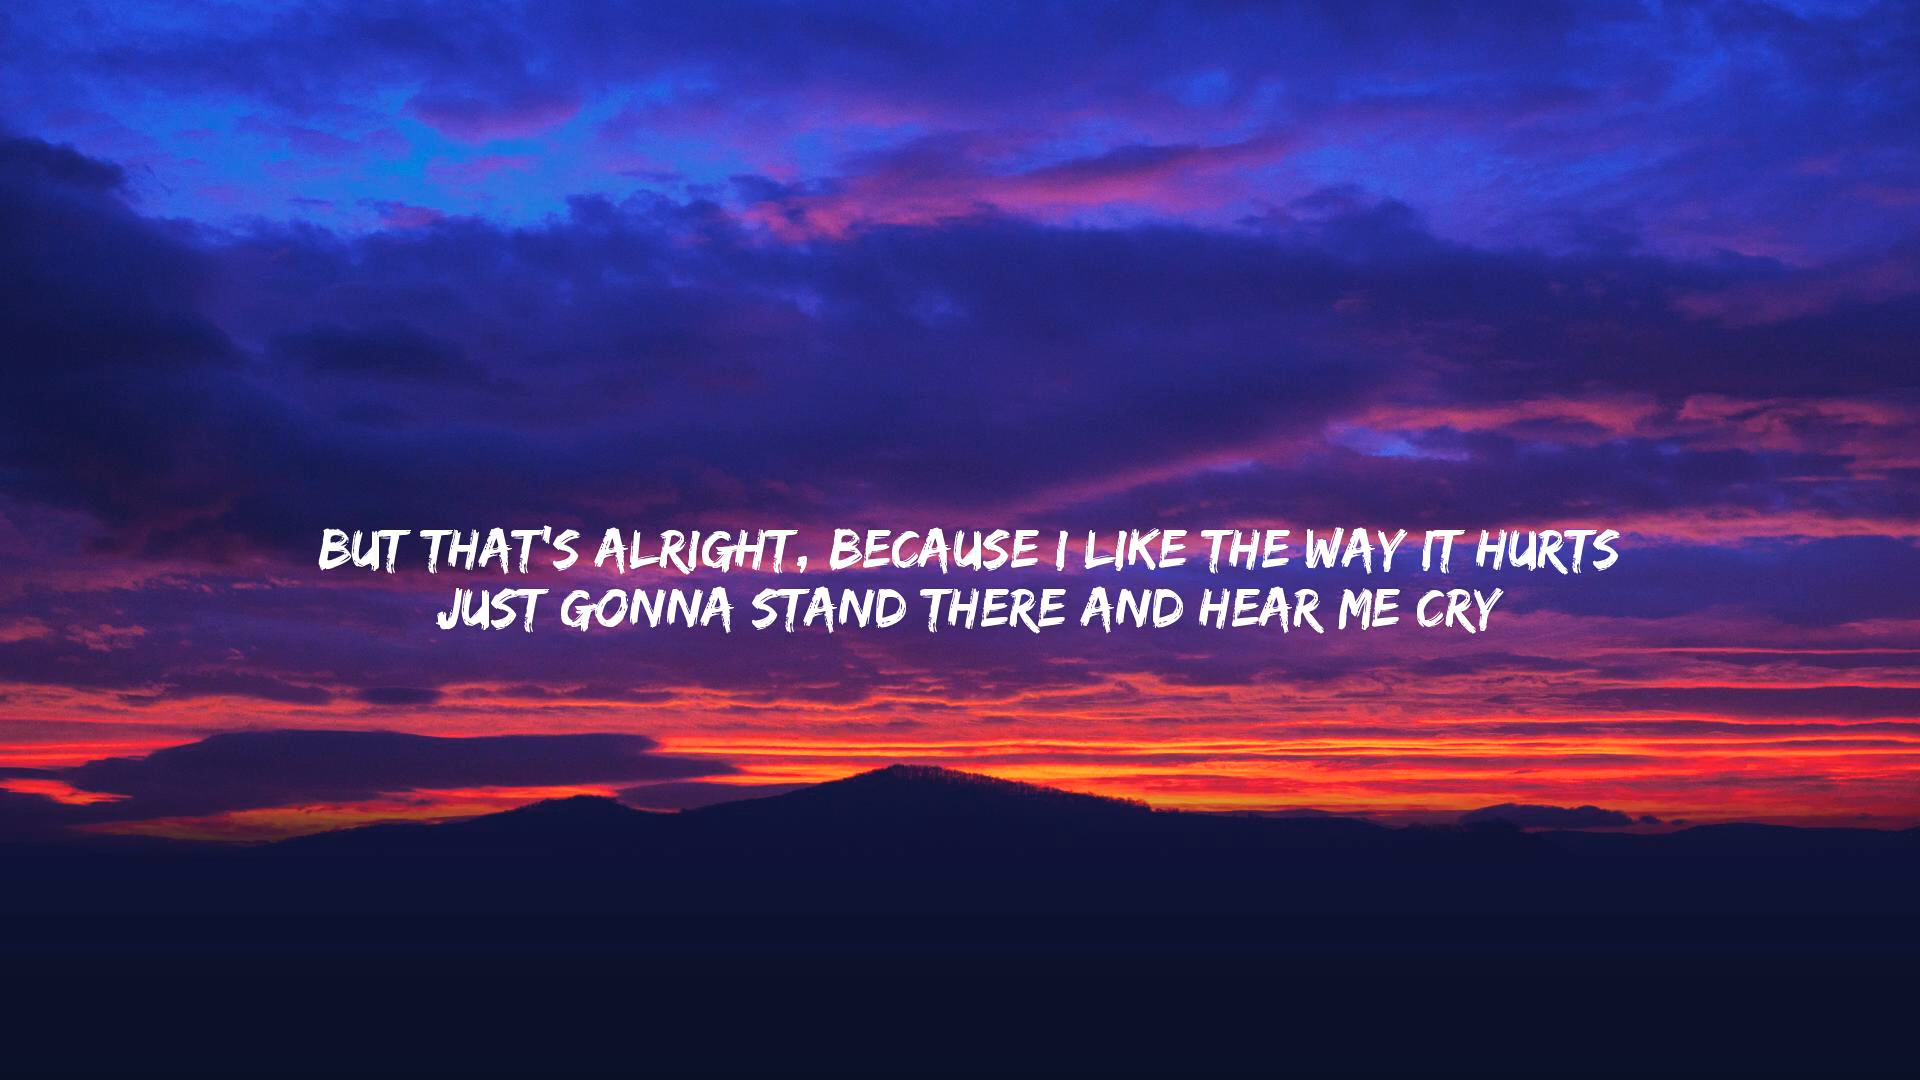 BUT THAT'S ALRIGHT, BECAUSE I LIKE THE WAY IT HURTS
JUST GONNA STAND THERE AND HEAR ME CRY